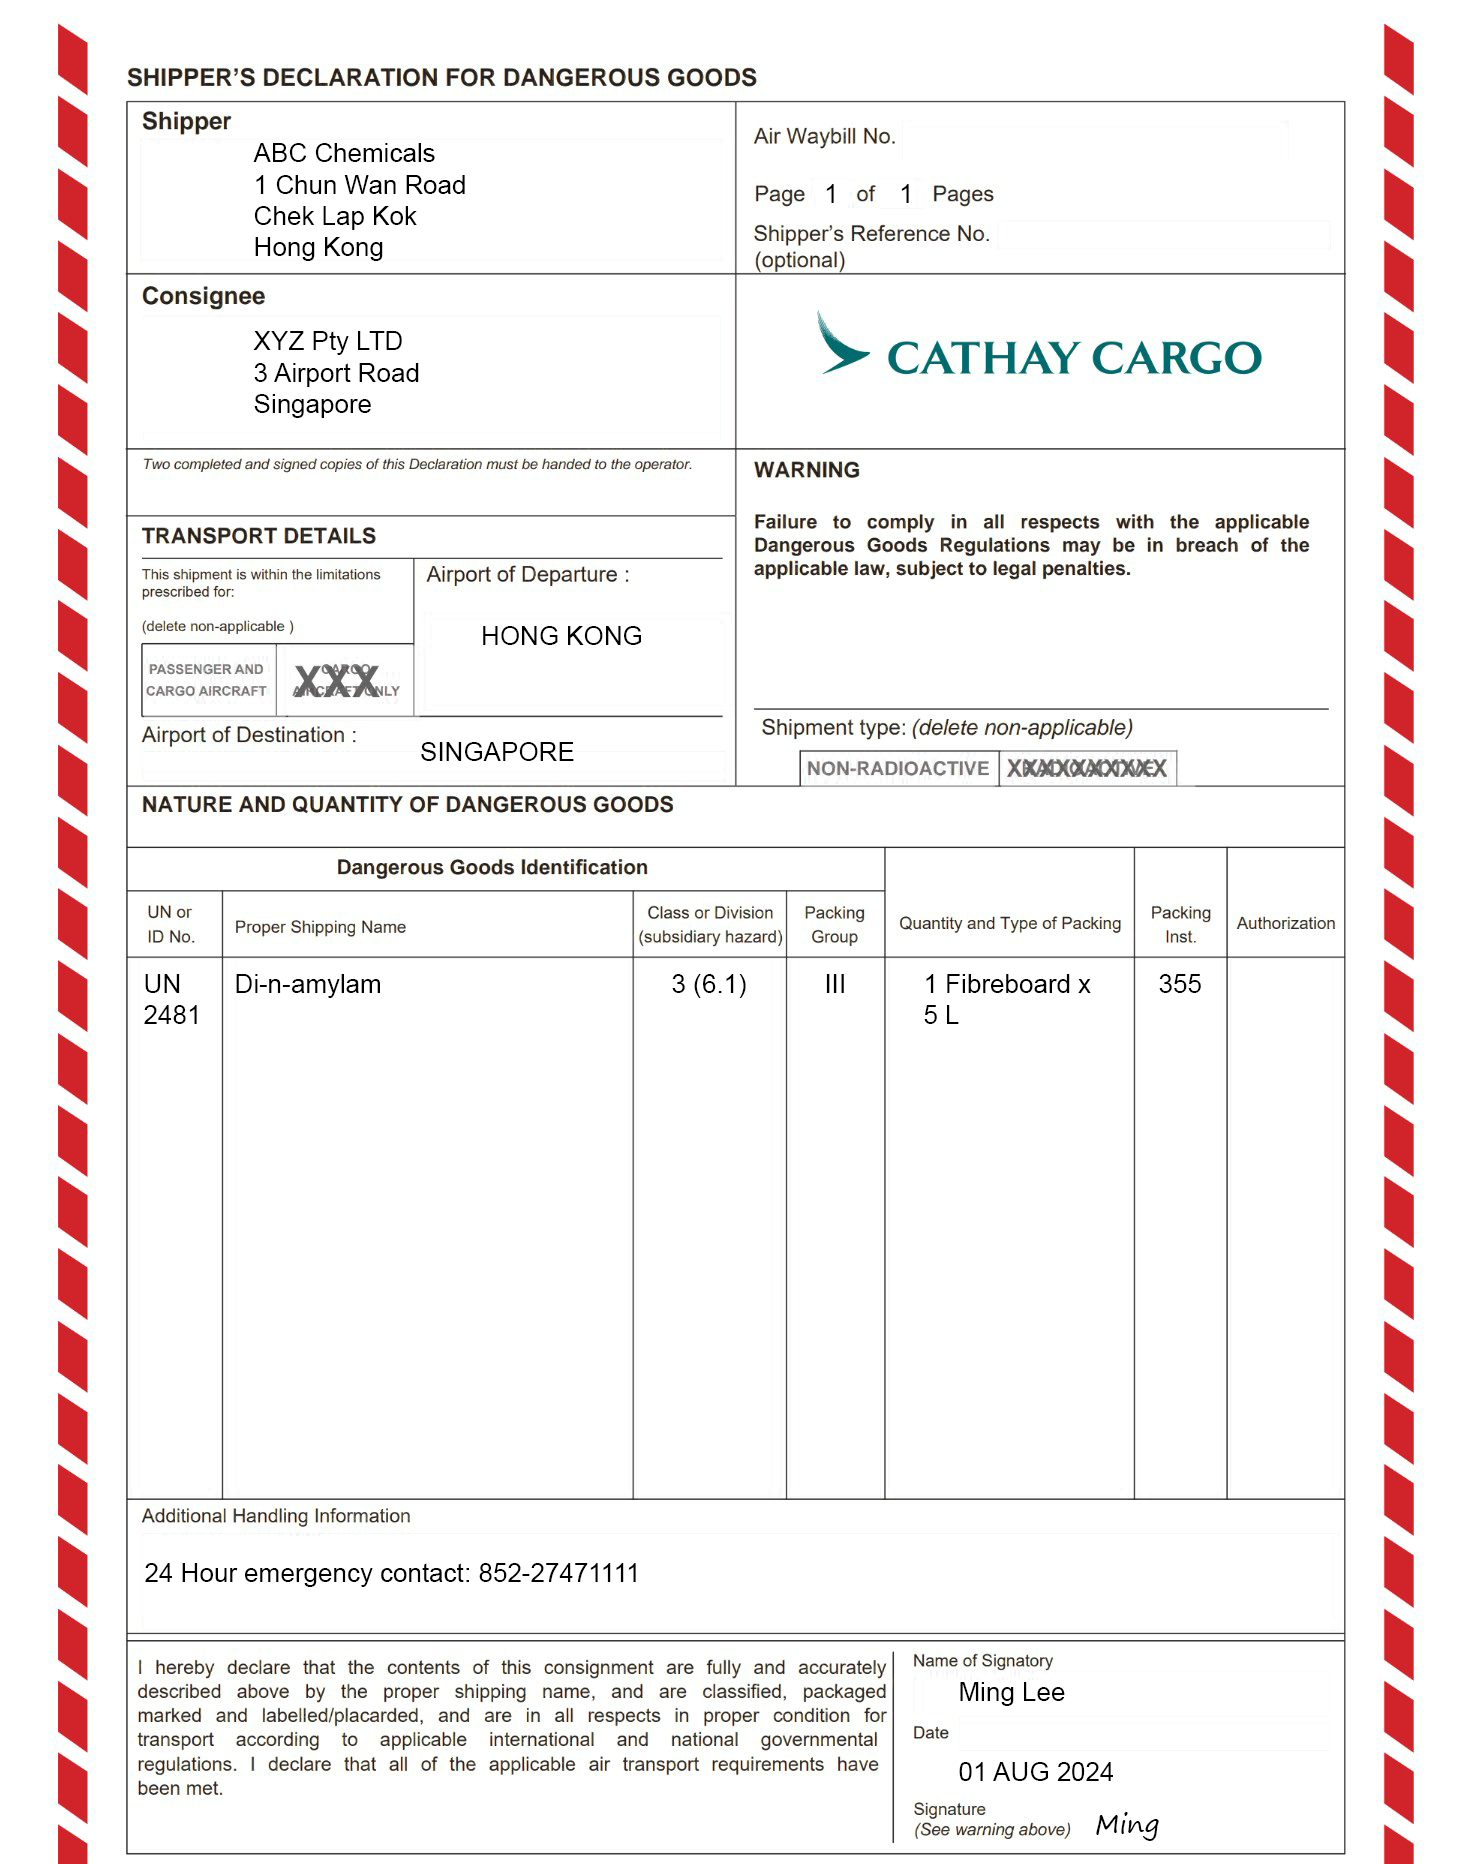 SHIPPER'S DECLARATION FOR DANGEROUS GOODS
Shipper
ABC Chemicals
1 Chun Wan Road
Chek Lap Kok
Hong Kong
Air Waybill No.
Page 1 of 1 Pages
Shipper's Reference No.
(optional)
Consignee
XYZ Pty LTD
3 Airport Road
Singapore
CATHAY CARGO
Two completed and signed copies of this Declaration must be handed to the operator.
WARNING
Failure to comply in all respects with the applicable
Dangerous Goods Regulations may be in breach of the
applicable law, subject to legal penalties.
TRANSPORT DETAILS
This shipment is within the limitations
prescribed for:
(delete non-applicable )
PASSENGER AND
CARGO AIRCRAFT
CARGO
AIRCRAFT ONLY
XXX
Airport of Departure :
HONG KONG
Airport of Destination :
SINGAPORE
Shipment type: (delete non-applicable)
NON-RADIOACTIVE
XXXXXXXXXX
NATURE AND QUANTITY OF DANGEROUS GOODS
Dangerous Goods Identification
UN or
ID No.
Proper Shipping Name
Class or Division
(subsidiary hazard)
Packing
Group
Quantity and Type of Packing
Packing
Inst.
Authorization
UN
2481
Di-n-amylam
3 (6.1)
III
1 Fibreboard x
5 L
355
Additional Handling Information
24 Hour emergency contact: 852-27471111
I hereby declare that the contents of this consignment are fully and accurately
described above by the proper shipping name, and are classified, packaged
marked and labelled/placarded, and are in all respects in proper condition for
transport according to applicable international and national governmental
regulations. I declare that all of the applicable air transport requirements have
been met.
Name of Signatory
Ming Lee
Date
01 AUG 2024
Signature
(See warning above)
Ming